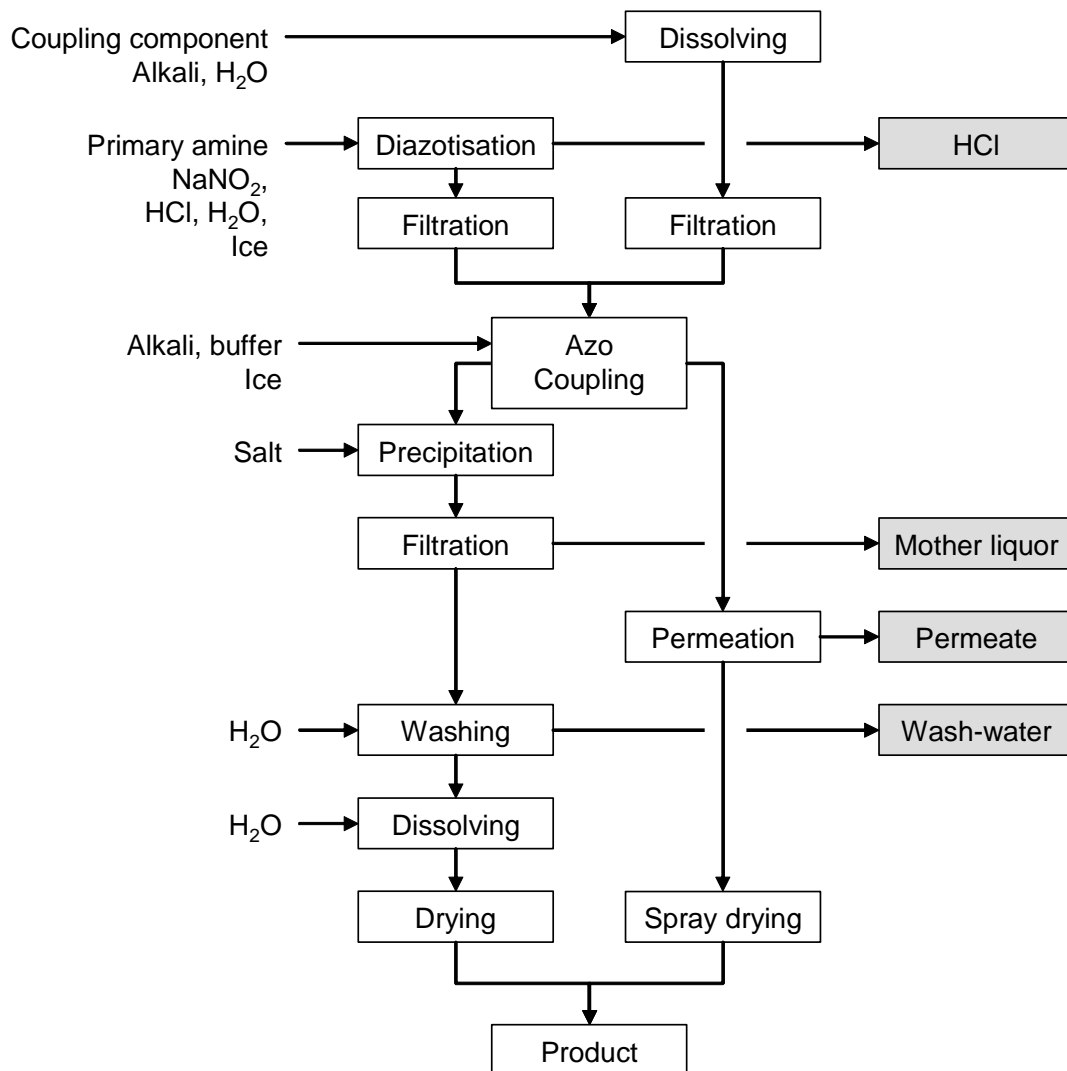 Coupling component
Alkali, H₂O
Dissolving
Primary amine
NaNO₂,
HCl, H₂O,
Ice
Diazotisation
HCl
Filtration
Filtration
Alkali, buffer
Ice
Azo
Coupling
Salt
Precipitation
Filtration
Mother liquor
Permeation
Permeate
H₂O
Washing
Wash-water
H₂O
Dissolving
Drying
Spray drying
Product